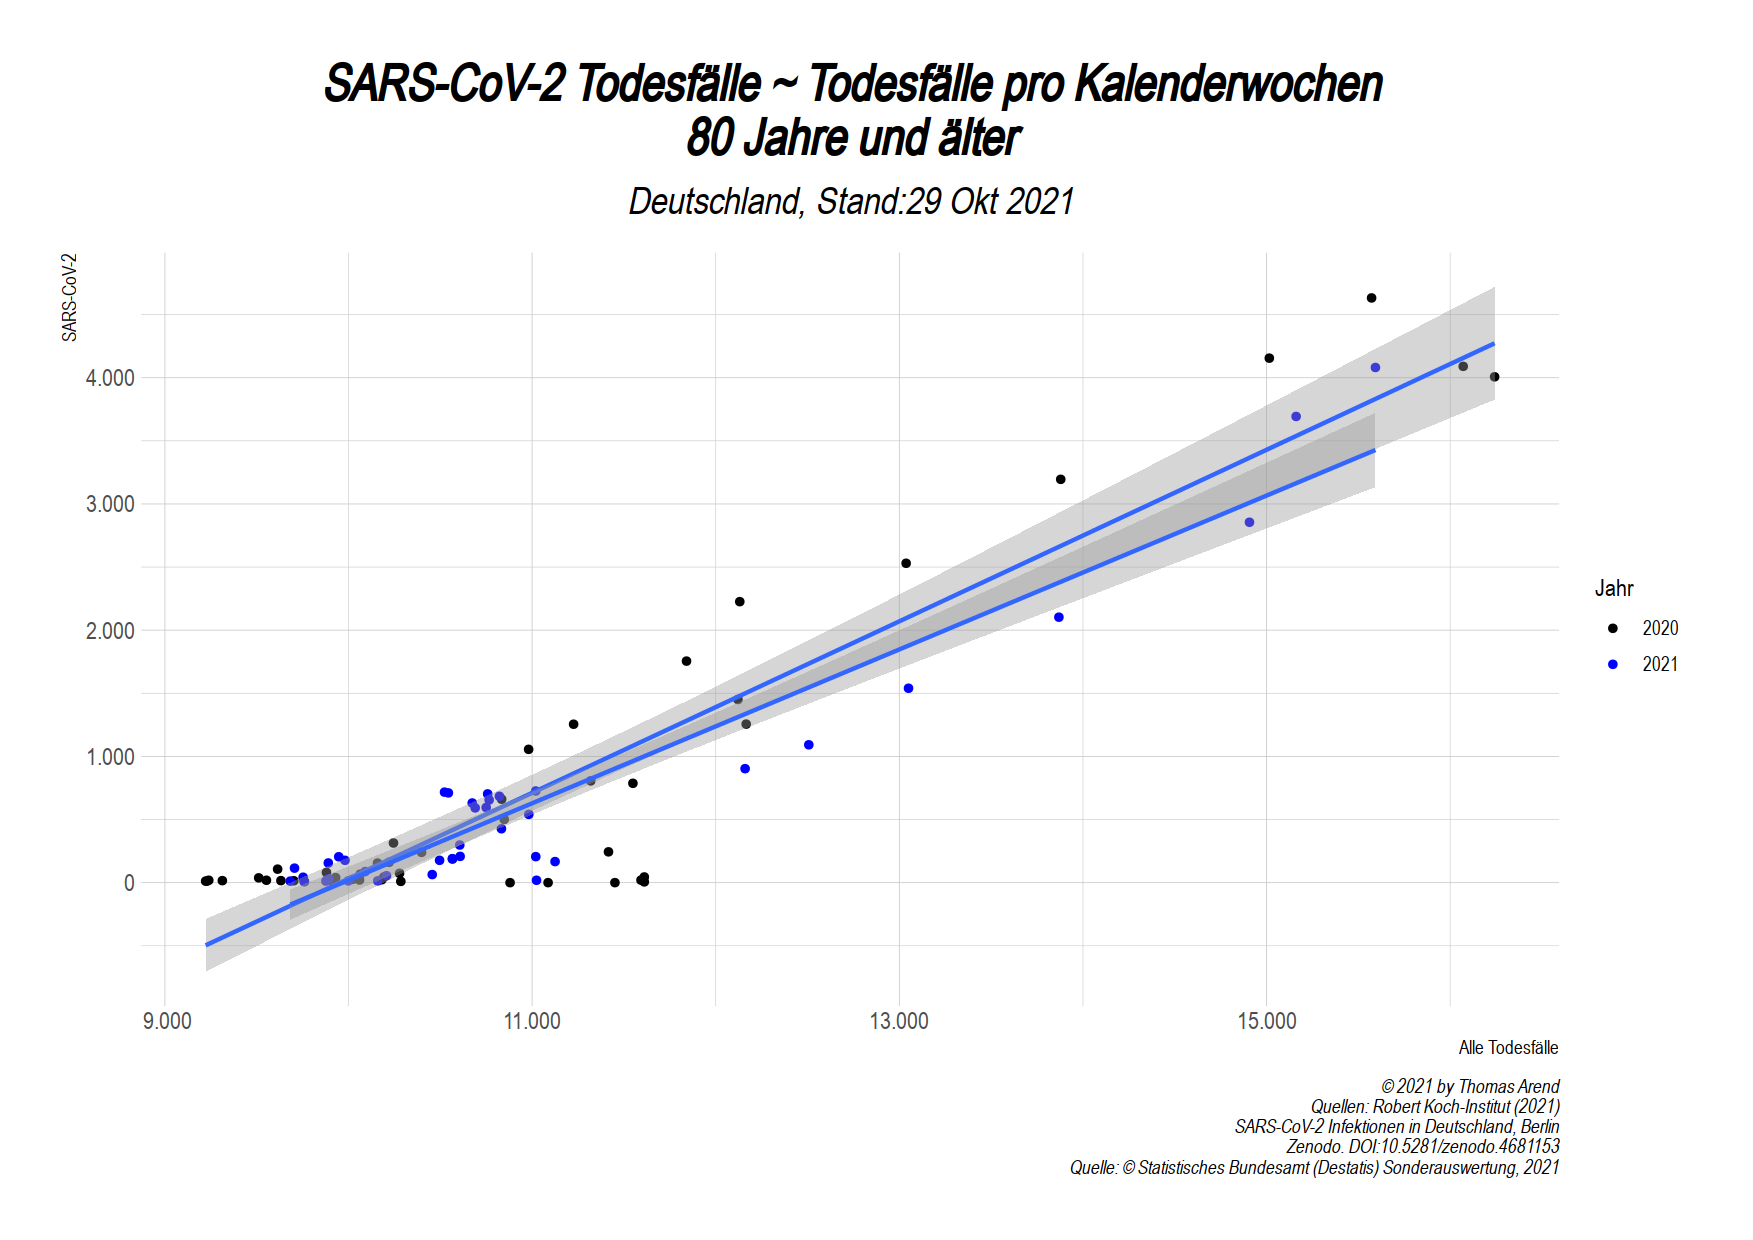 SARS-CoV-2 Todesfälle ~ Todesfälle pro Kalenderwochen
80 Jahre und älter
Deutschland, Stand:29 Okt 2021
SARS-CoV-2
4.000
3.000
2.000
1.000
0
9.000
11.000
13.000
15.000
Alle Todesfälle
Jahr
2020
2021
© 2021 by Thomas Arend
Quellen: Robert Koch-Institut (2021)
SARS-CoV-2 Infektionen in Deutschland, Berlin
Zenodo. DOI:10.5281/zenodo.4681153
Quelle: © Statistisches Bundesamt (Destatis) Sonderauswertung, 2021